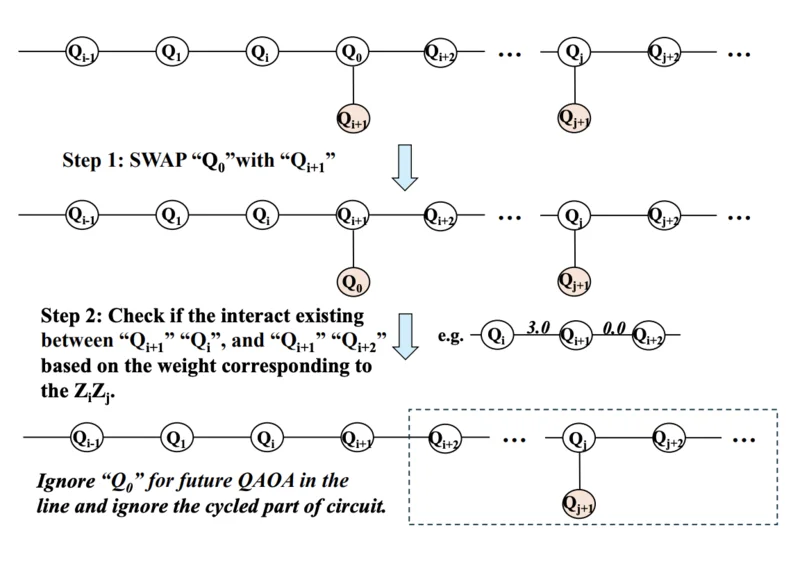 Q_{i-1} Q_1 Q_i Q_0 Q_{i+2} ... Q_j Q_{j+2} ...
Q_{i+1} Q_{j+1}
Step 1: SWAP “Q_0”with “Q_{i+1}”
Q_{i-1} Q_1 Q_i Q_{i+1} Q_{i+2} ... Q_j Q_{j+2} ...
Q_0 Q_{j+1}
Step 2: Check if the interact existing
between “Q_{i+1}” “Q_i”, and “Q_{i+1}” “Q_{i+2}”
based on the weight corresponding to
the Z_iZ_j.
e.g. Q_i 3.0 Q_{i+1} 0.0 Q_{i+2}
Q_{i-1} Q_1 Q_i Q_{i+1} Q_{i+2} ... Q_j Q_{j+2} ...
Q_{j+1}
Ignore “Q_0” for future QAOA in the
line and ignore the cycled part of circuit.